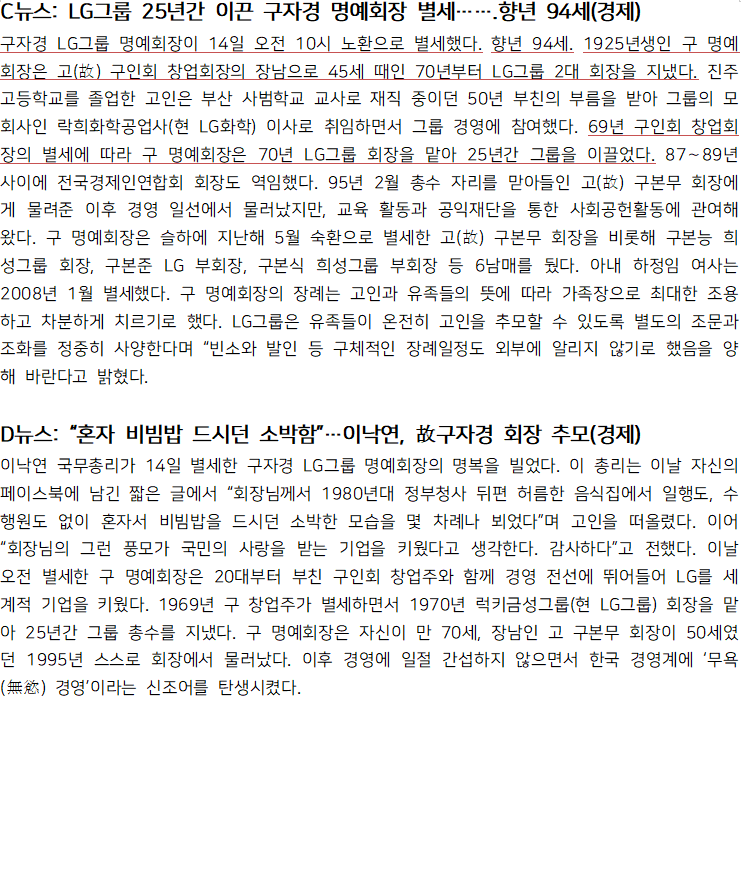 C뉴스: LG그룹 25년간 이끈 구자경 명예회장 별세…….향년 94세(경제)
구자경 LG그룹 명예회장이 14일 오전 10시 노환으로 별세했다. 향년 94세. 1925년생인 구 명예
회장은 고(故) 구인회 창업회장의 장남으로 45세 때인 70년부터 LG그룹 2대 회장을 지냈다. 진주
고등학교를 졸업한 고인은 부산 사범학교 교사로 재직 중이던 50년 부친의 부름을 받아 그룹의 모
회사인 락희화학공업사(현 LG화학) 이사로 취임하면서 그룹 경영에 참여했다. 69년 구인회 창업회
장의 별세에 따라 구 명예회장은 70년 LG그룹 회장을 맡아 25년간 그룹을 이끌었다. 87~89년
사이에 전국경제인연합회 회장도 역임했다. 95년 2월 총수 자리를 맏아들인 고(故) 구본무 회장에
게 물려준 이후 경영 일선에서 물러났지만, 교육 활동과 공익재단을 통한 사회공헌활동에 관여해
왔다. 구 명예회장은 슬하에 지난해 5월 숙환으로 별세한 고(故) 구본무 회장을 비롯해 구본능 희
성그룹 회장, 구본준 LG 부회장, 구본식 희성그룹 부회장 등 6남매를 뒀다. 아내 하정임 여사는
2008년 1월 별세했다. 구 명예회장의 장례는 고인과 유족들의 뜻에 따라 가족장으로 최대한 조용
하고 차분하게 치르기로 했다. LG그룹은 유족들이 온전히 고인을 추모할 수 있도록 별도의 조문과
조화를 정중히 사양한다며 “빈소와 발인 등 구체적인 장례일정도 외부에 알리지 않기로 했음을 양
해 바란다고 밝혔다.
D뉴스: “혼자 비빔밥 드시던 소박함”…이낙연, 故구자경 회장 추모(경제)
이낙연 국무총리가 14일 별세한 구자경 LG그룹 명예회장의 명복을 빌었다. 이 총리는 이날 자신의
페이스북에 남긴 짧은 글에서 “회장님께서 1980년대 정부청사 뒤편 허름한 음식집에서 일행도, 수
행원도 없이 혼자서 비빔밥을 드시던 소박한 모습을 몇 차례나 뵈었다”며 고인을 떠올렸다. 이어
“회장님의 그런 풍모가 국민의 사랑을 받는 기업을 키웠다고 생각한다. 감사하다”고 전했다. 이날
오전 별세한 구 명예회장은 20대부터 부친 구인회 창업주와 함께 경영 전선에 뛰어들어 LG를 세
계적 기업을 키웠다. 1969년 구 창업주가 별세하면서 1970년 럭키금성그룹(현 LG그룹) 회장을 맡
아 25년간 그룹 총수를 지냈다. 구 명예회장은 자신이 만 70세, 장남인 고 구본무 회장이 50세였
던 1995년 스스로 회장에서 물러났다. 이후 경영에 일절 간섭하지 않으면서 한국 경영계에 ‘무욕
(無慾) 경영’이라는 신조어를 탄생시켰다.